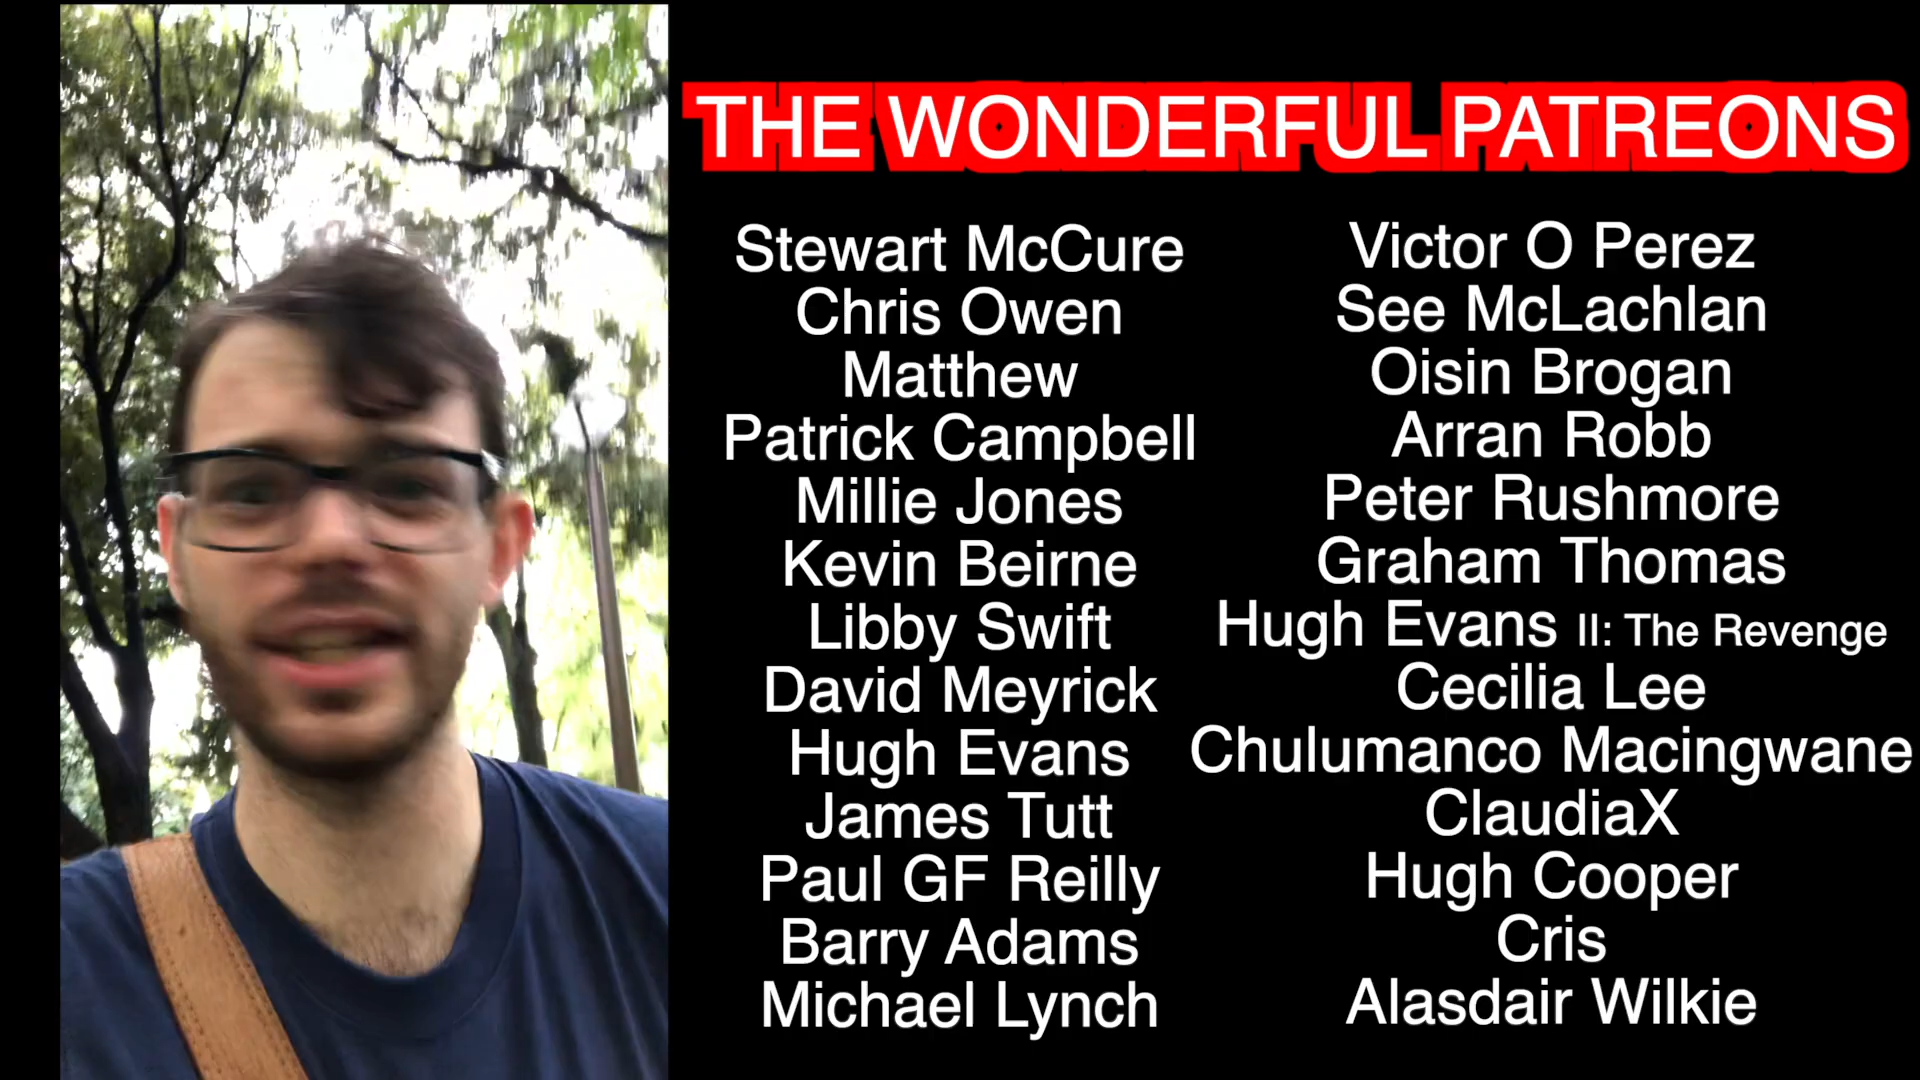 THE WONDERFUL PATREONS
Stewart McCure
Chris Owen
Matthew
Patrick Campbell
Millie Jones
Kevin Beirne
Libby Swift
David Meyrick
Hugh Evans
James Tutt
Paul GF Reilly
Barry Adams
Michael Lynch
Victor O Perez
See McLachlan
Oisin Brogan
Arran Robb
Peter Rushmore
Graham Thomas
Hugh Evans II: The Revenge
Cecilia Lee
Chulumanco Macingwane
ClaudiaX
Hugh Cooper
Cris
Alasdair Wilkie